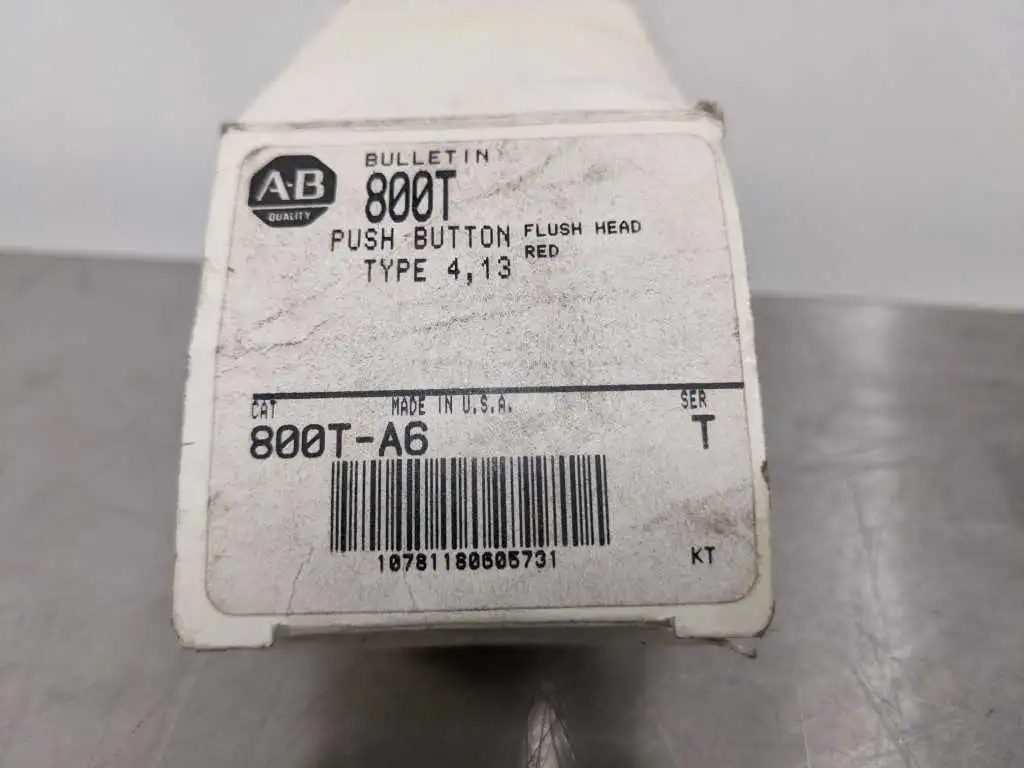 A-B
QUALITY
BULLETIN
800T
PUSH BUTTON FLUSH HEAD
RED
TYPE 4,13
CAT MADE IN U.S.A. SER
800T-A6 T
10781180605731
KT